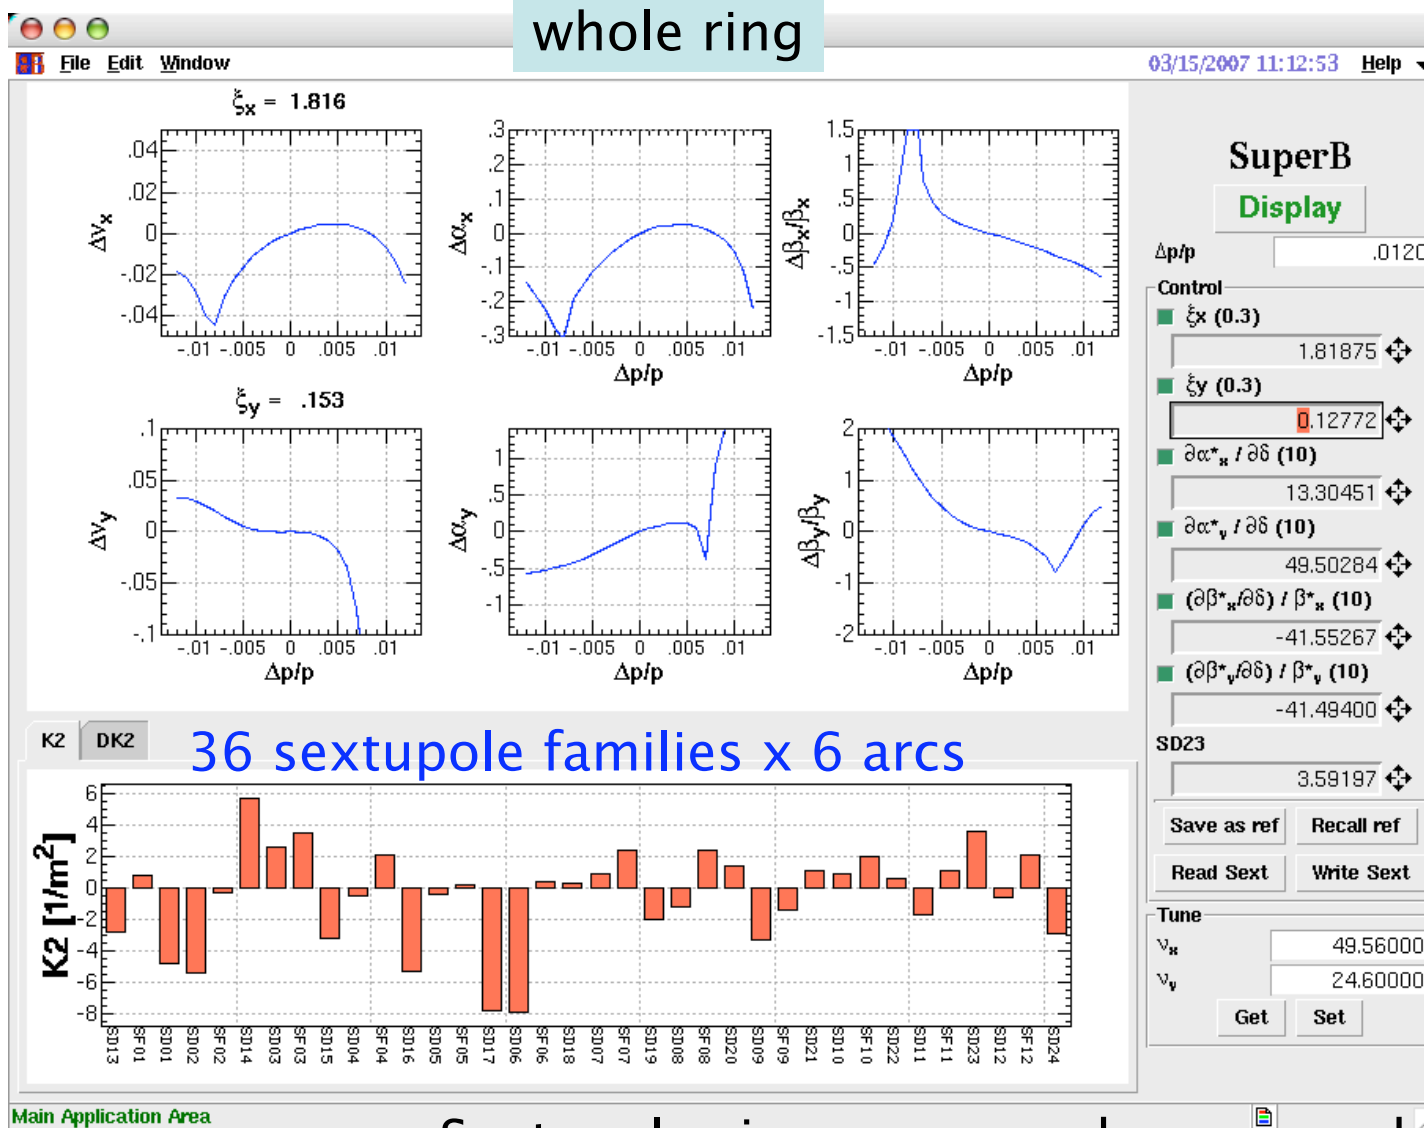 whole ring
File Edit Window
03/15/2007 11:12:53 Help
ξx = 1.816
.04
.02
0
-.02
-.04
Δνx
-.01 -.005 0 .005 .01
.3
.2
.1
0
-.1
-.2
-.3
Δαx
-.01 -.005 0 .005 .01
Δp/p
1.5
1
.5
0
-.5
-1
-1.5
Δβx/βx
-.01 -.005 0 .005 .01
Δp/p
ξy = .153
.1
.05
0
-.05
-.1
Δνy
-.01 -.005 0 .005 .01
Δp/p
1
.5
0
-.5
-1
Δαy
-.01 -.005 0 .005 .01
Δp/p
2
1
0
-1
-2
Δβy/βy
-.01 -.005 0 .005 .01
Δp/p
SuperB
Display
Δp/p .0120
Control
ξx (0.3)
1.81875
ξy (0.3)
0.12772
∂α*x / ∂δ (10)
13.30451
∂α*y / ∂δ (10)
49.50284
(∂β*x/∂δ) / β*x (10)
-41.55267
(∂β*y/∂δ) / β*y (10)
-41.49400
SD23
3.59197
Save as ref Recall ref
Read Sext Write Sext
Tune
νx 49.56000
νy 24.60000
Get Set
K2 DK2
36 sextupole families x 6 arcs
K2 [1/m2]
6
4
2
0
-2
-4
-6
-8
SD13 SF01 SD01 SD02 SF02 SD14 SD03 SF03 SD15 SD04 SF04 SD16 SD05 SF05 SD17 SD06 SF06 SD18 SD07 SF07 SD19 SD08 SF08 SD20 SD09 SF09 SD21 SD10 SF10 SD22 SD11 SF11 SD23 SD12 SF12 SD24
Main Application Area